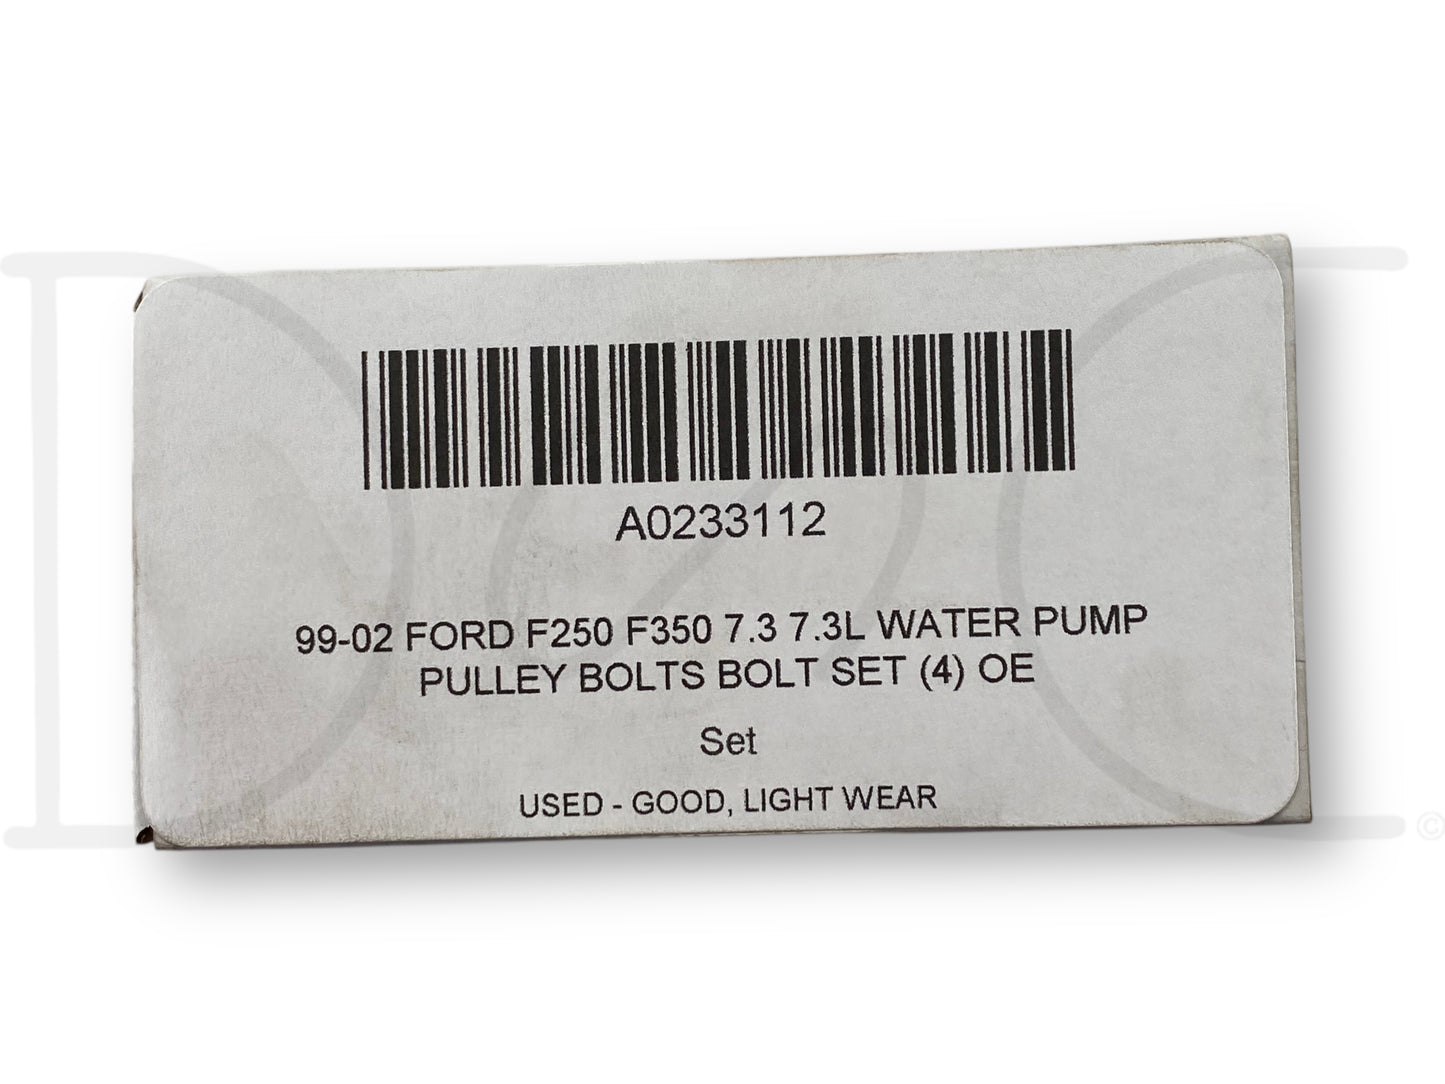 A0233112
99-02 FORD F250 F350 7.3 7.3L WATER PUMP
PULLEY BOLTS BOLT SET (4) OE
Set
USED - GOOD, LIGHT WEAR
©